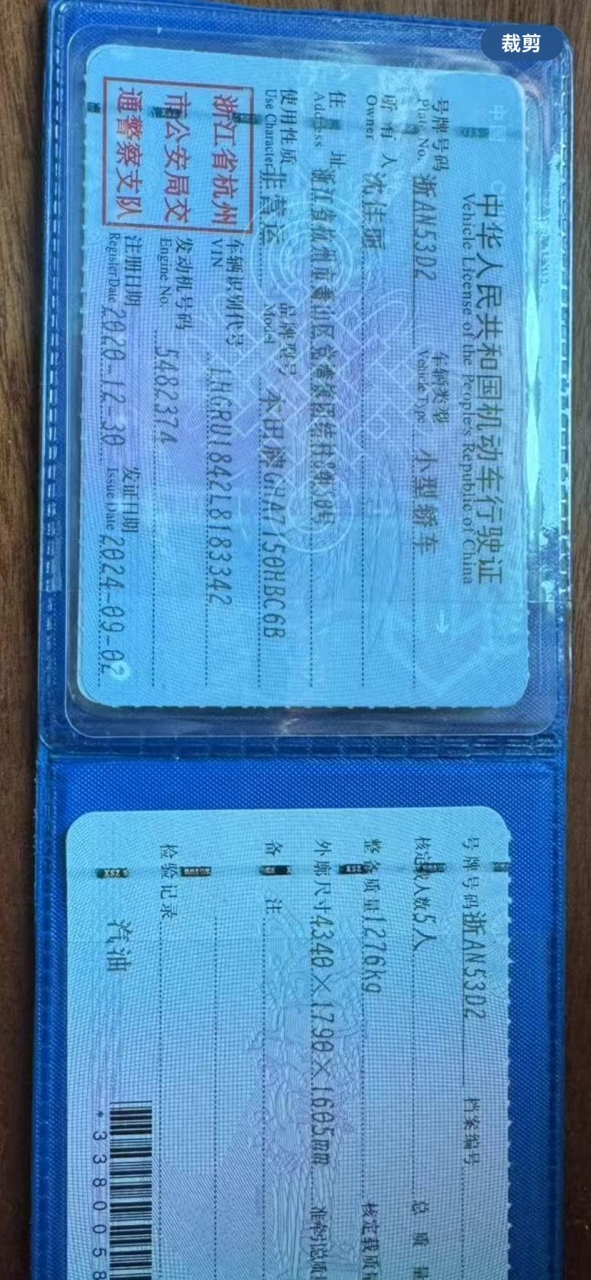 裁剪
中华人民共和国机动车行驶证
Vehicle License of the People's Republic of China
号牌号码 浙AN53D2 车辆类型 小型轿车
Plate No. Vehicle Type
所有人 沈佳丽
Owner
住址 浙江省杭州市萧山区
Address
使用性质 非营运 品牌型号 本田牌GHA7150HBC6B
Use Character Model
浙江省杭州
市公安局交
通警察支队
车辆识别代号 LHGRU1842L8183342
VIN
发动机号码 5482374
Engine No.
注册日期 2020-12-30 发证日期 2024-09-02
Register Date Issue Date
号牌号码 浙AN53D2 档案编号
核定载人数 5人 总质量
整备质量 1276kg 核定载质量
外廓尺寸 4340×1790×1605mm 准牵引总质
备注
检验记录
汽油
*3380058